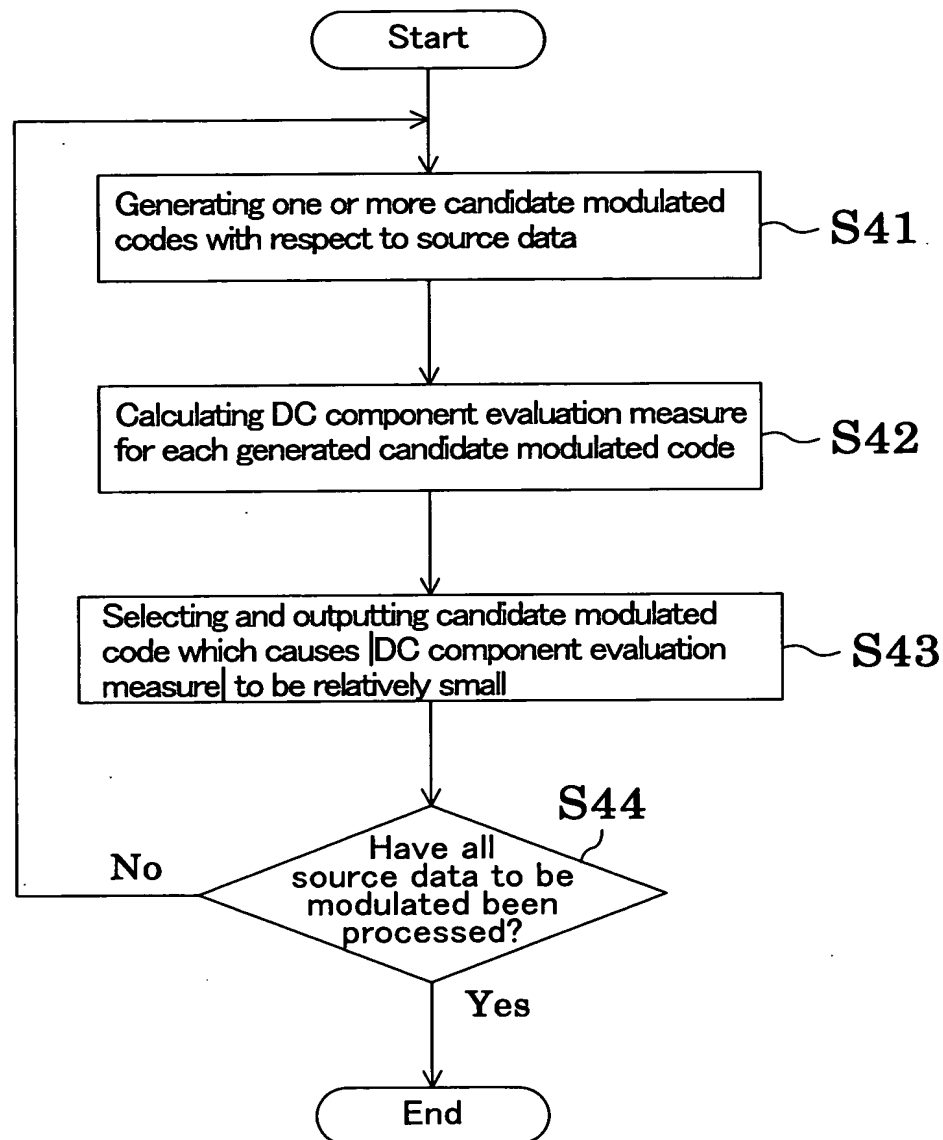 Start
Generating one or more candidate modulated
codes with respect to source data
S41
Calculating DC component evaluation measure
for each generated candidate modulated code
S42
Selecting and outputting candidate modulated
code which causes |DC component evaluation
measure| to be relatively small
S43
S44
Have all
source data to be
modulated been
processed?
No
Yes
End